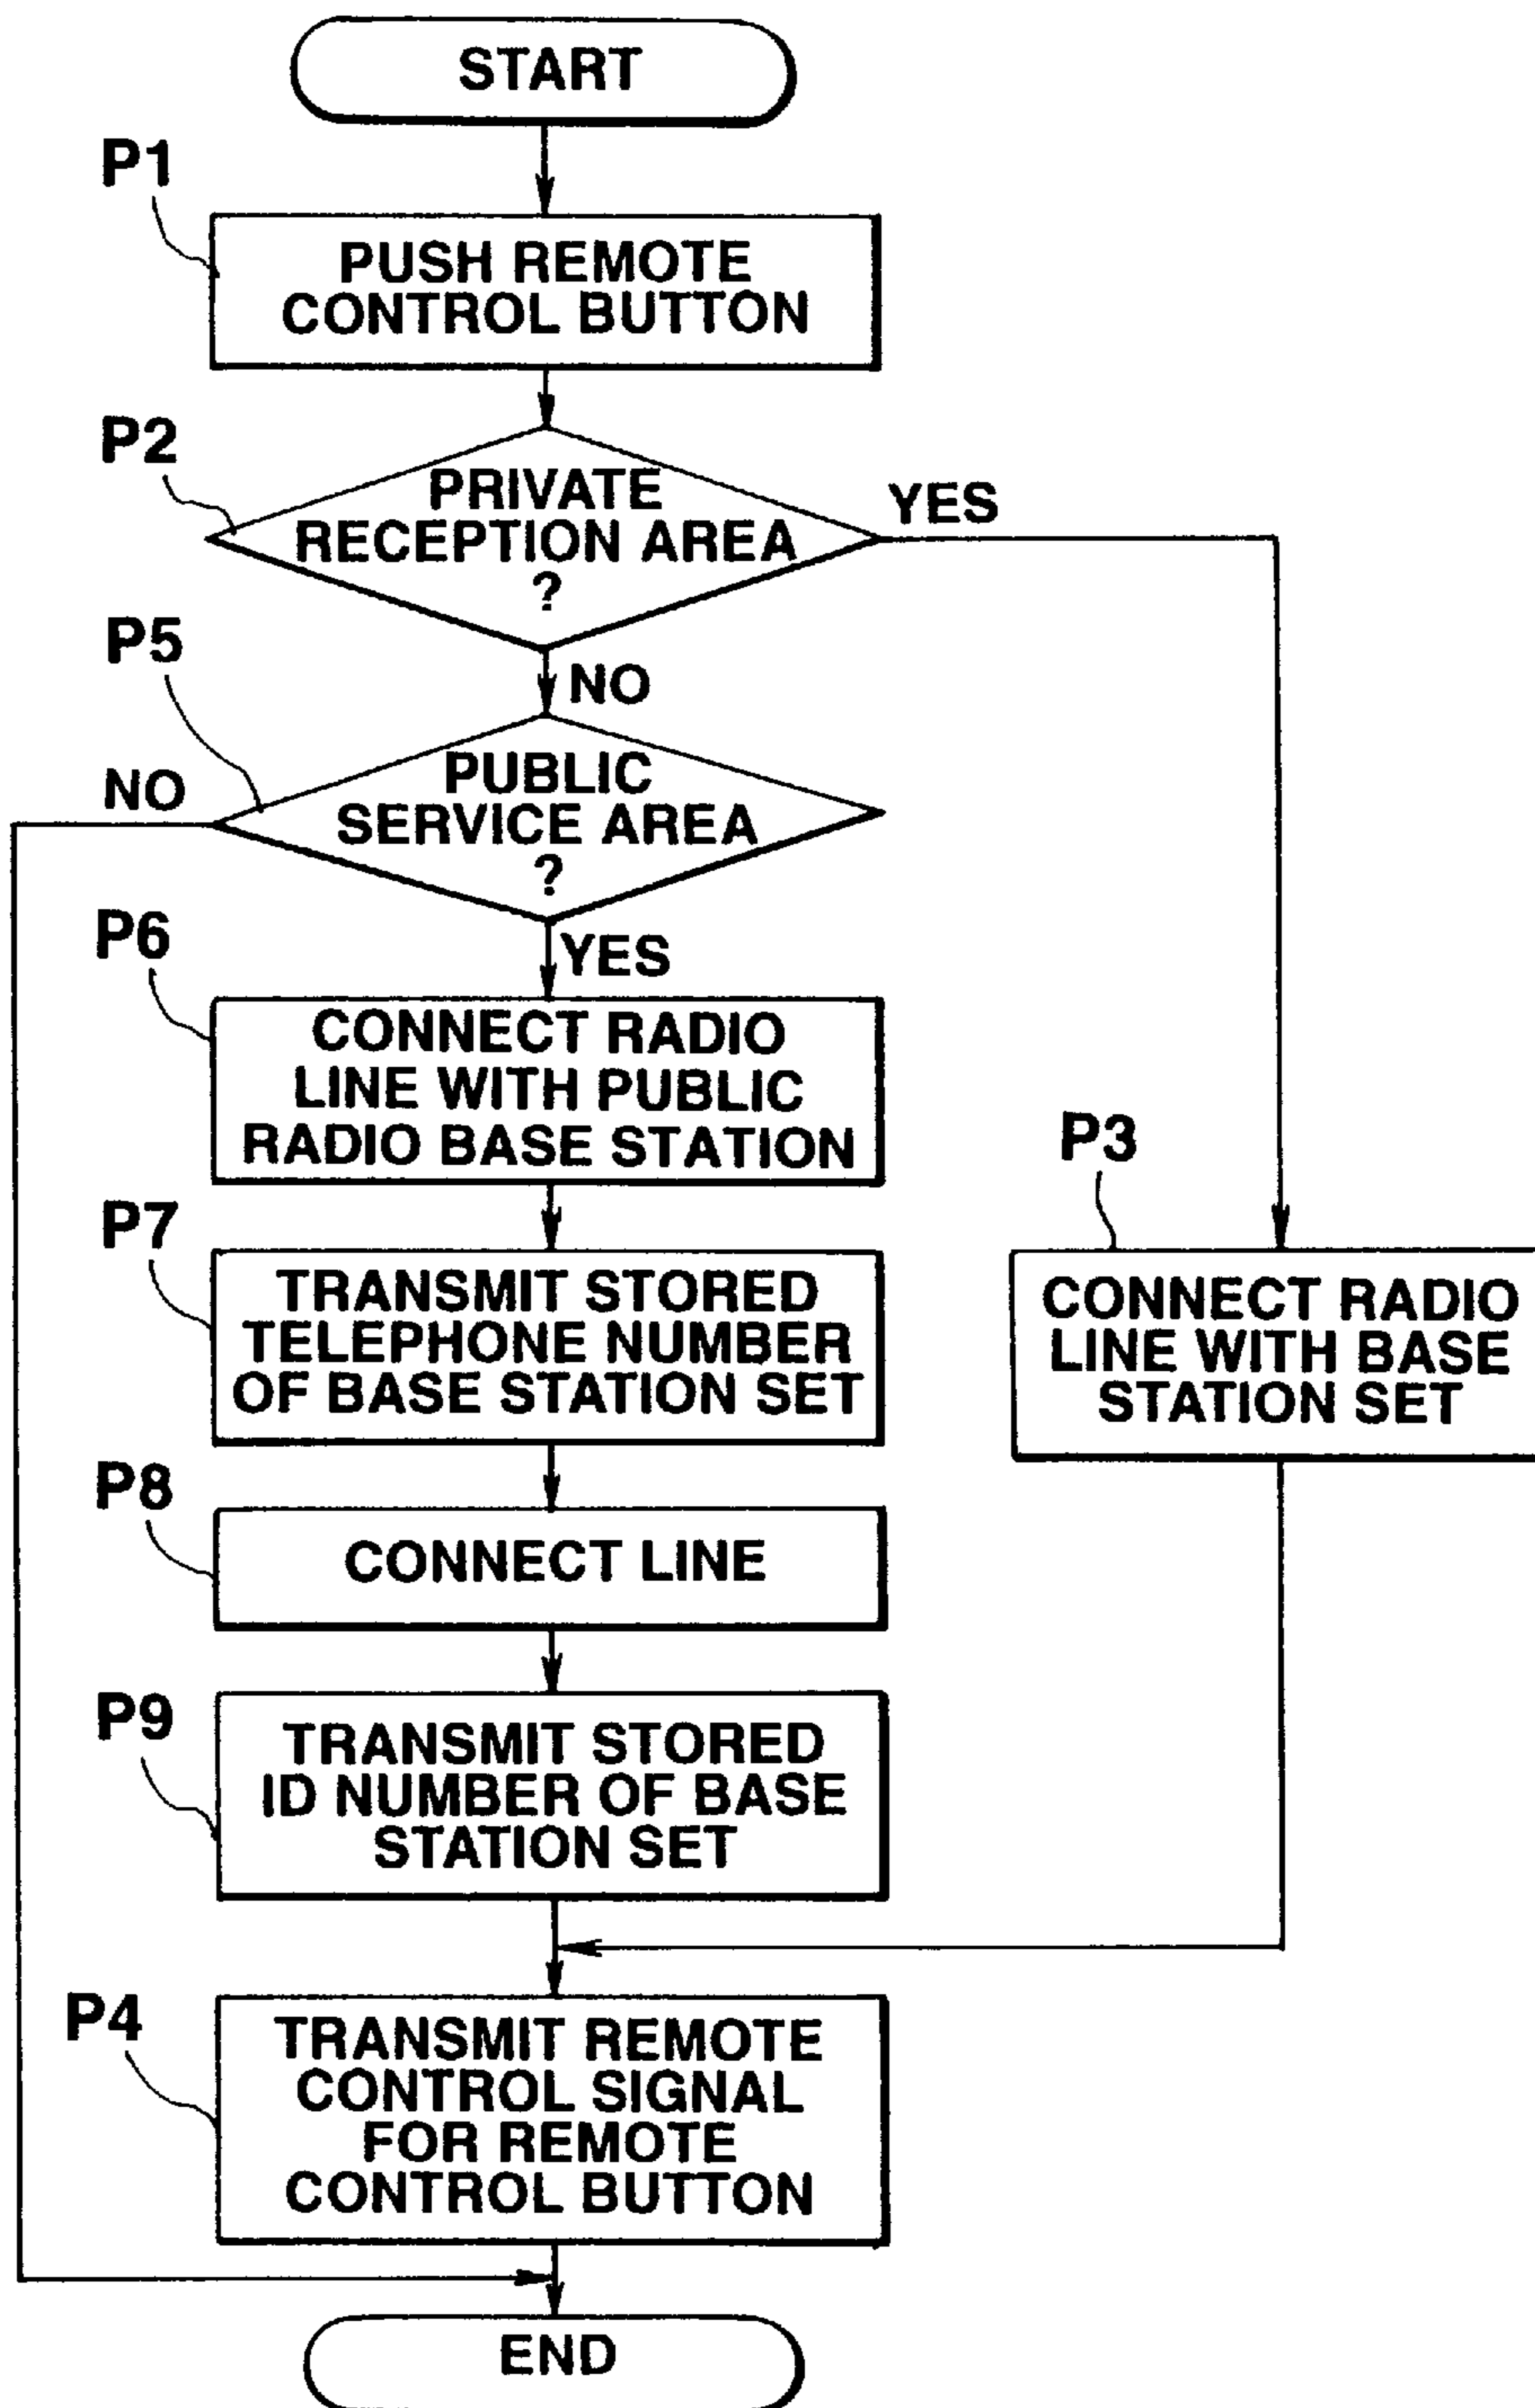 START
P1
PUSH REMOTE
CONTROL BUTTON
P2
PRIVATE
RECEPTION AREA
?
YES
NO
P5
PUBLIC
SERVICE AREA
?
NO
YES
P6
CONNECT RADIO
LINE WITH PUBLIC
RADIO BASE STATION
P3
CONNECT RADIO
LINE WITH BASE
STATION SET
P7
TRANSMIT STORED
TELEPHONE NUMBER
OF BASE STATION SET
P8
CONNECT LINE
P9
TRANSMIT STORED
ID NUMBER OF BASE
STATION SET
P4
TRANSMIT REMOTE
CONTROL SIGNAL
FOR REMOTE
CONTROL BUTTON
END